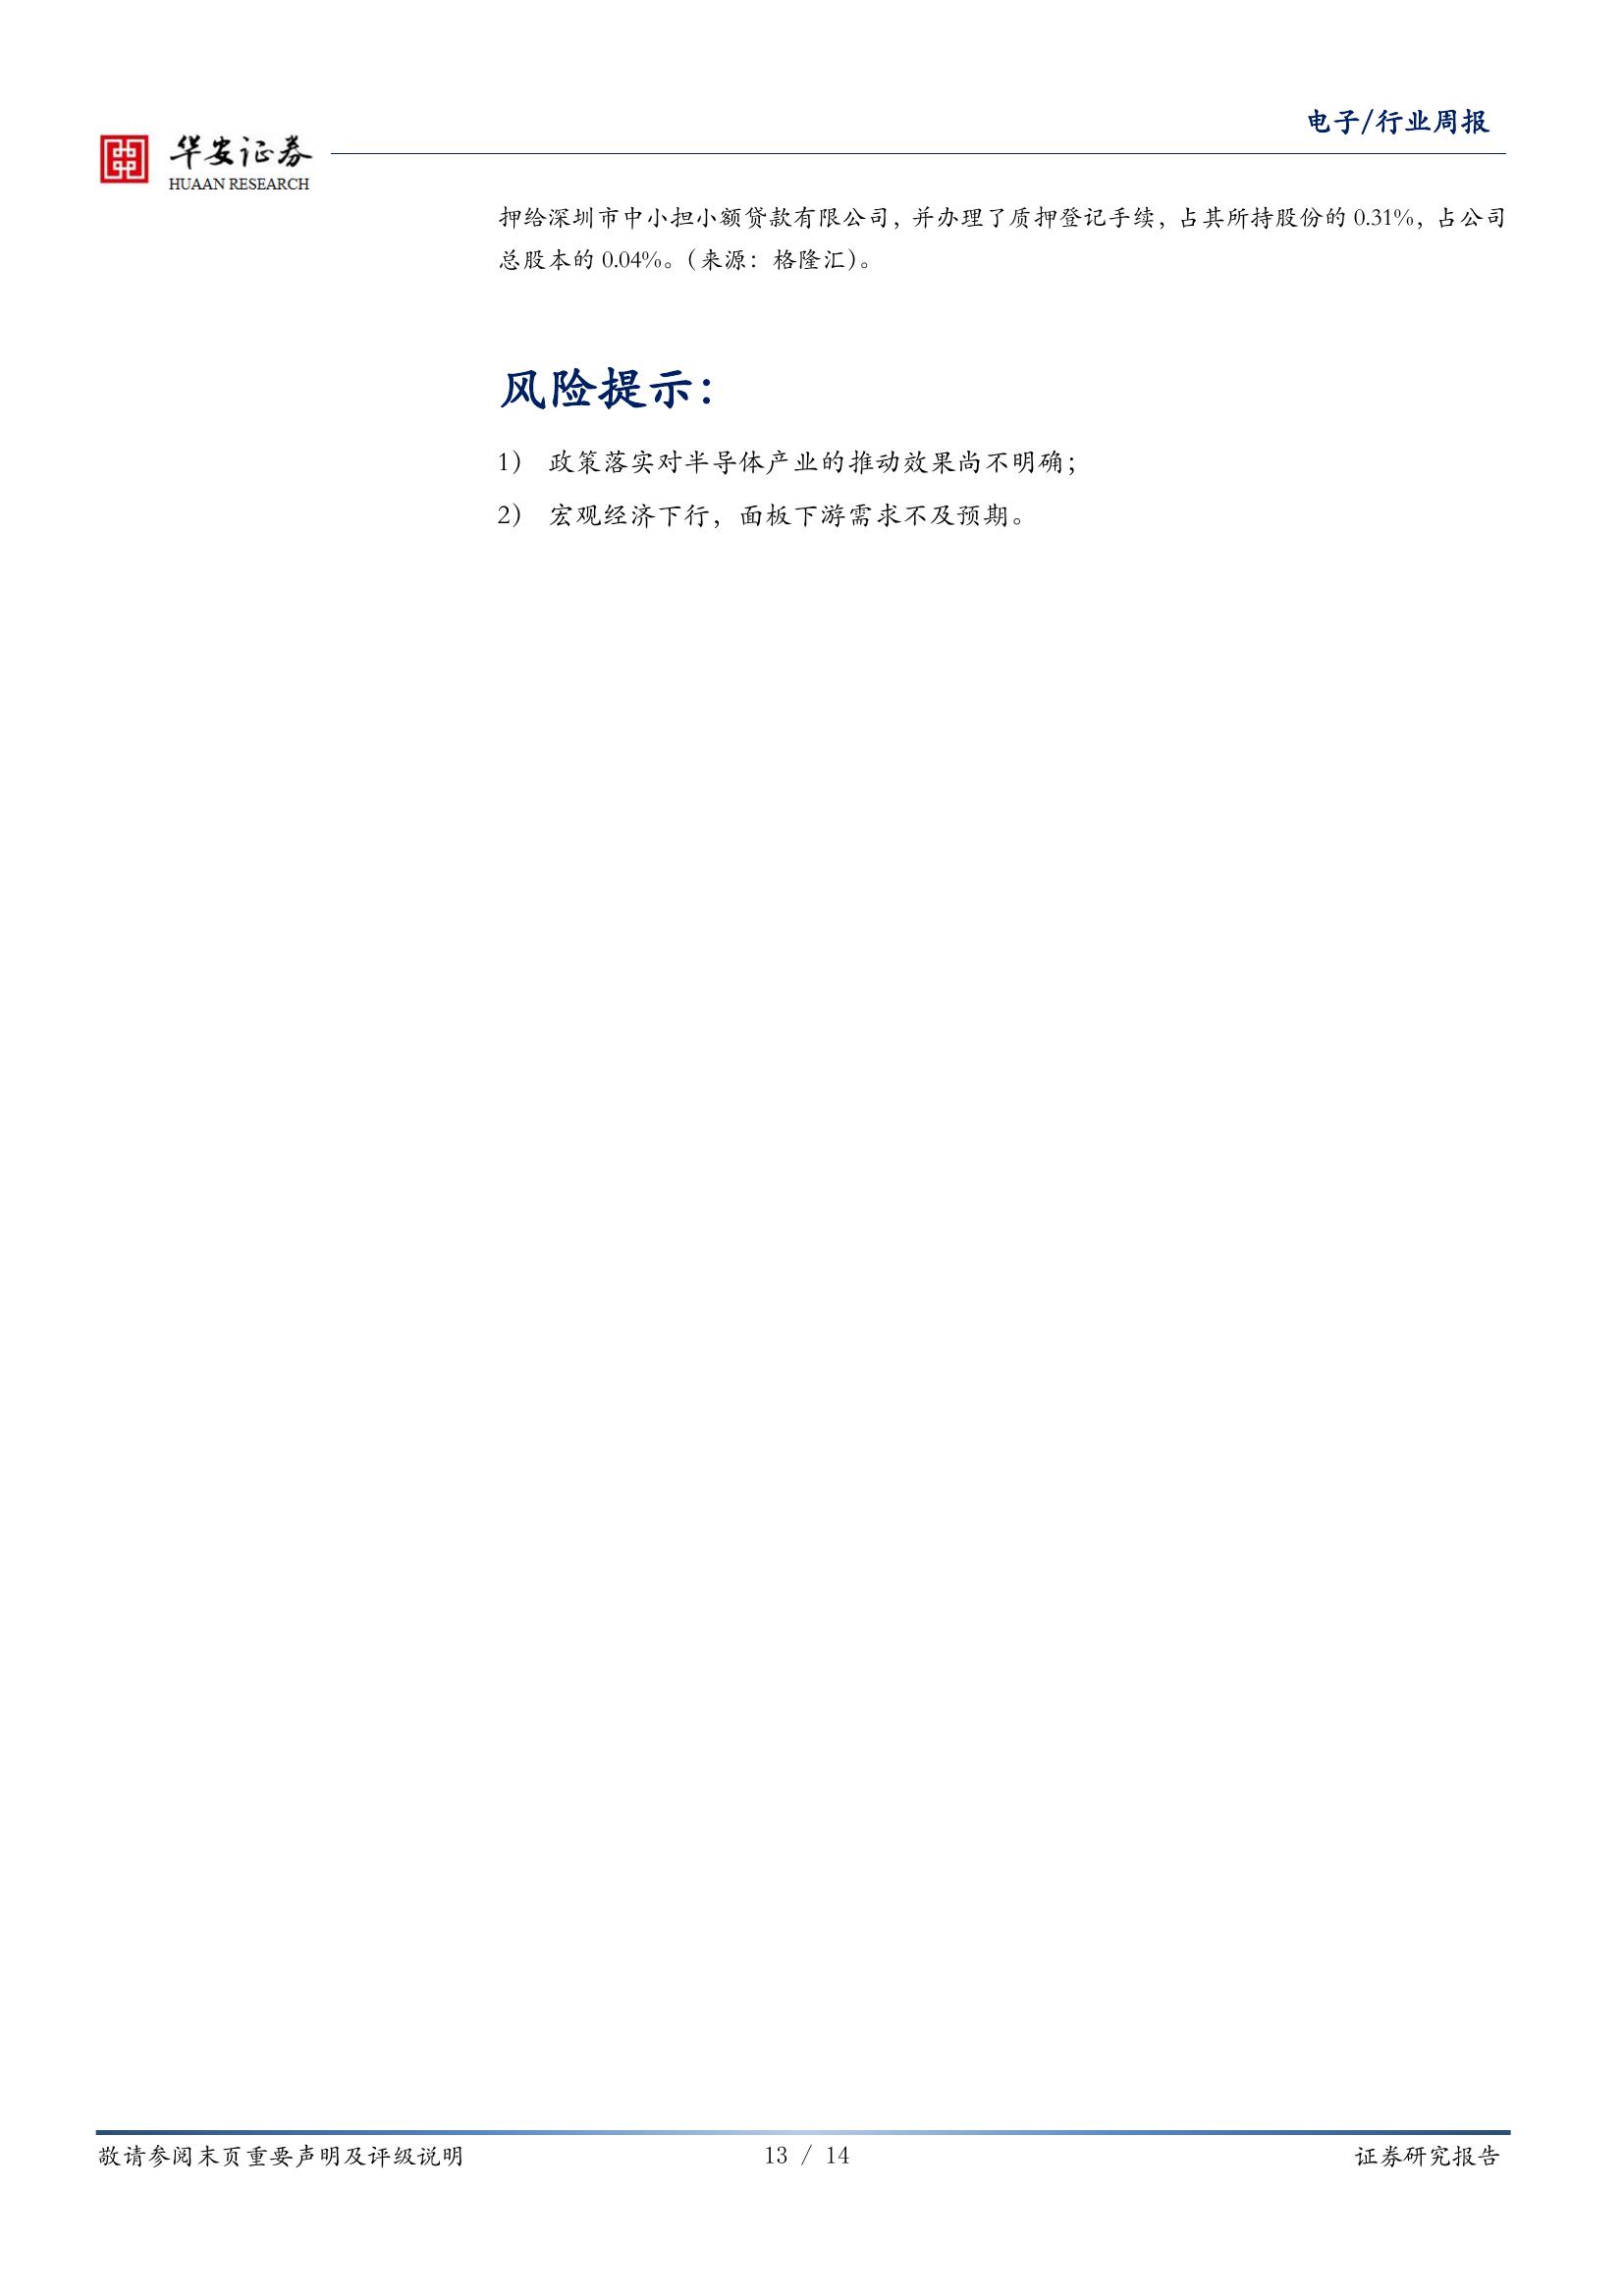 电子/行业周报
华安证券
HUAAN RESEARCH
押给深圳市中小担小额贷款有限公司，并办理了质押登记手续，占其所持股份的 0.31%，占公司
总股本的 0.04%。（来源：格隆汇）。
风险提示：
1） 政策落实对半导体产业的推动效果尚不明确；
2） 宏观经济下行，面板下游需求不及预期。
敬请参阅末页重要声明及评级说明 13 / 14 证券研究报告